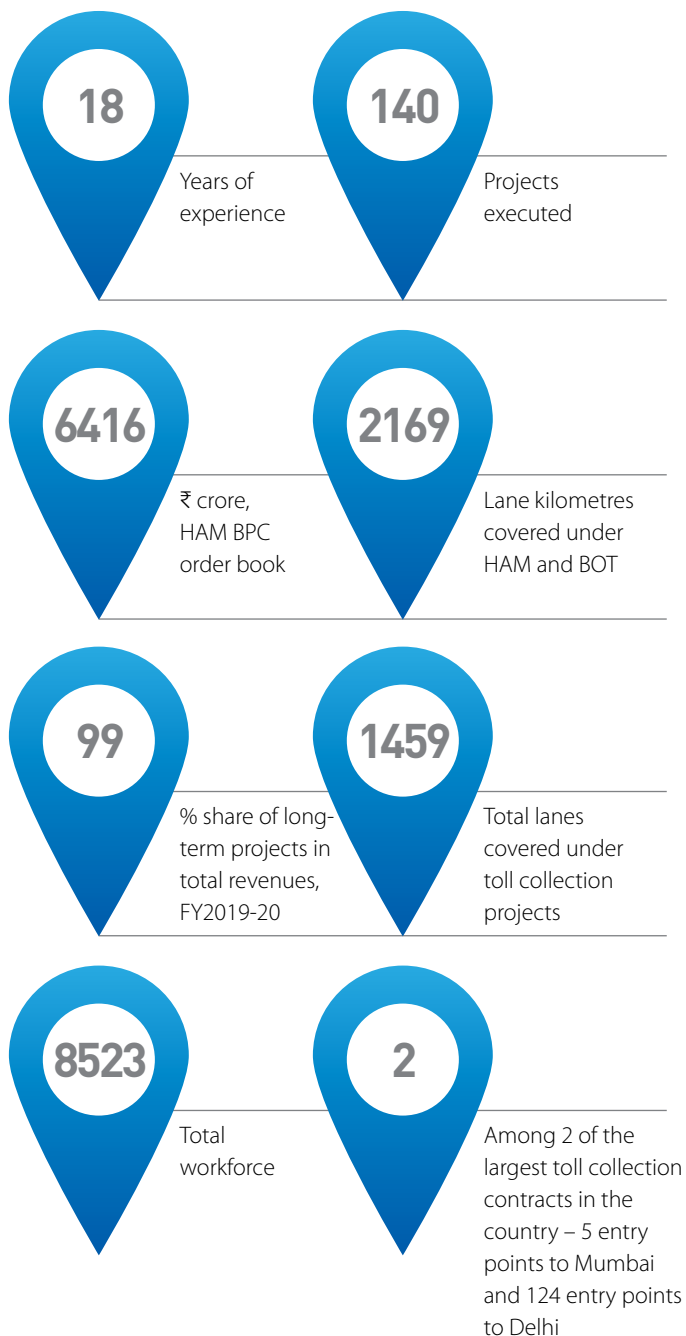 18
Years of
experience
140
Projects
executed
6416
₹ crore,
HAM BPC
order book
2169
Lane kilometres
covered under
HAM and BOT
99
% share of long-
term projects in
total revenues,
FY2019-20
1459
Total lanes
covered under
toll collection
projects
8523
Total
workforce
2
Among 2 of the
largest toll collection
contracts in the
country – 5 entry
points to Mumbai
and 124 entry points
to Delhi